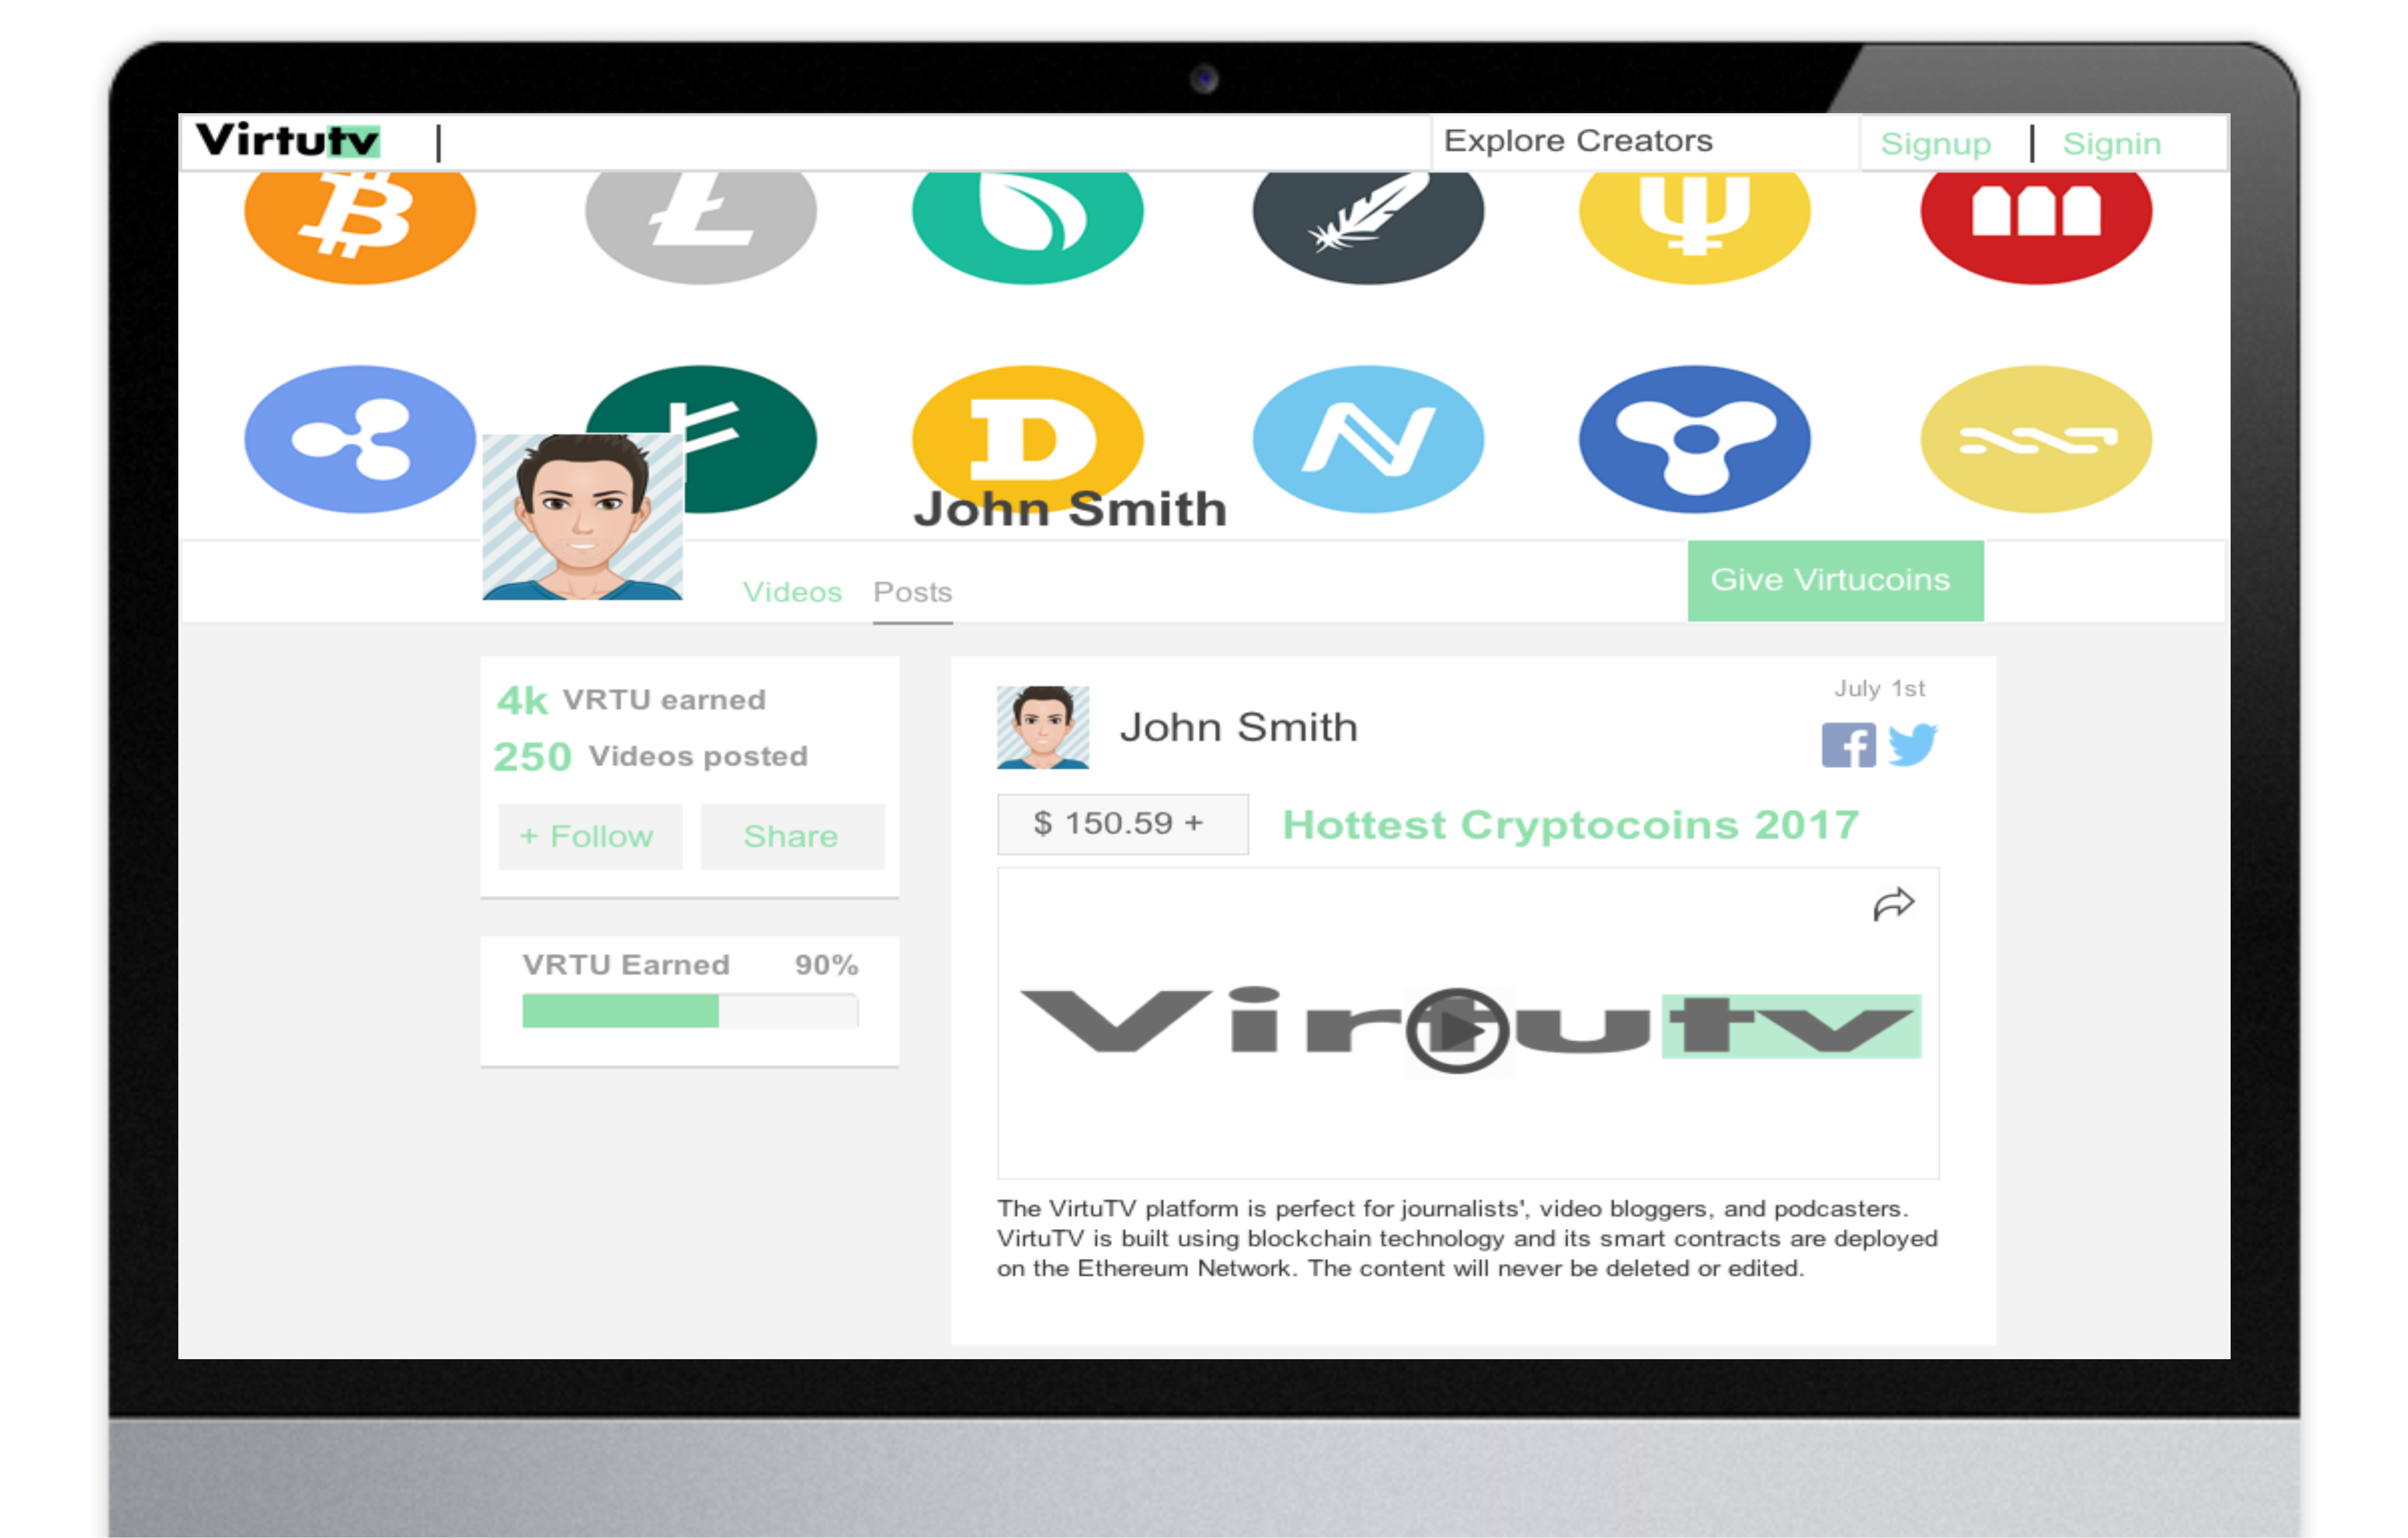 Virtutv |
Explore Creators
Signup | Signin
John Smith
Videos Posts
Give Virtucoins
4k VRTU earned
250 Videos posted
+ Follow Share
VRTU Earned 90%
John Smith
July 1st
$ 150.59 +
Hottest Cryptocoins 2017
Virtutv
The VirtuTV platform is perfect for journalists', video bloggers, and podcasters.
VirtuTV is built using blockchain technology and its smart contracts are deployed
on the Ethereum Network. The content will never be deleted or edited.